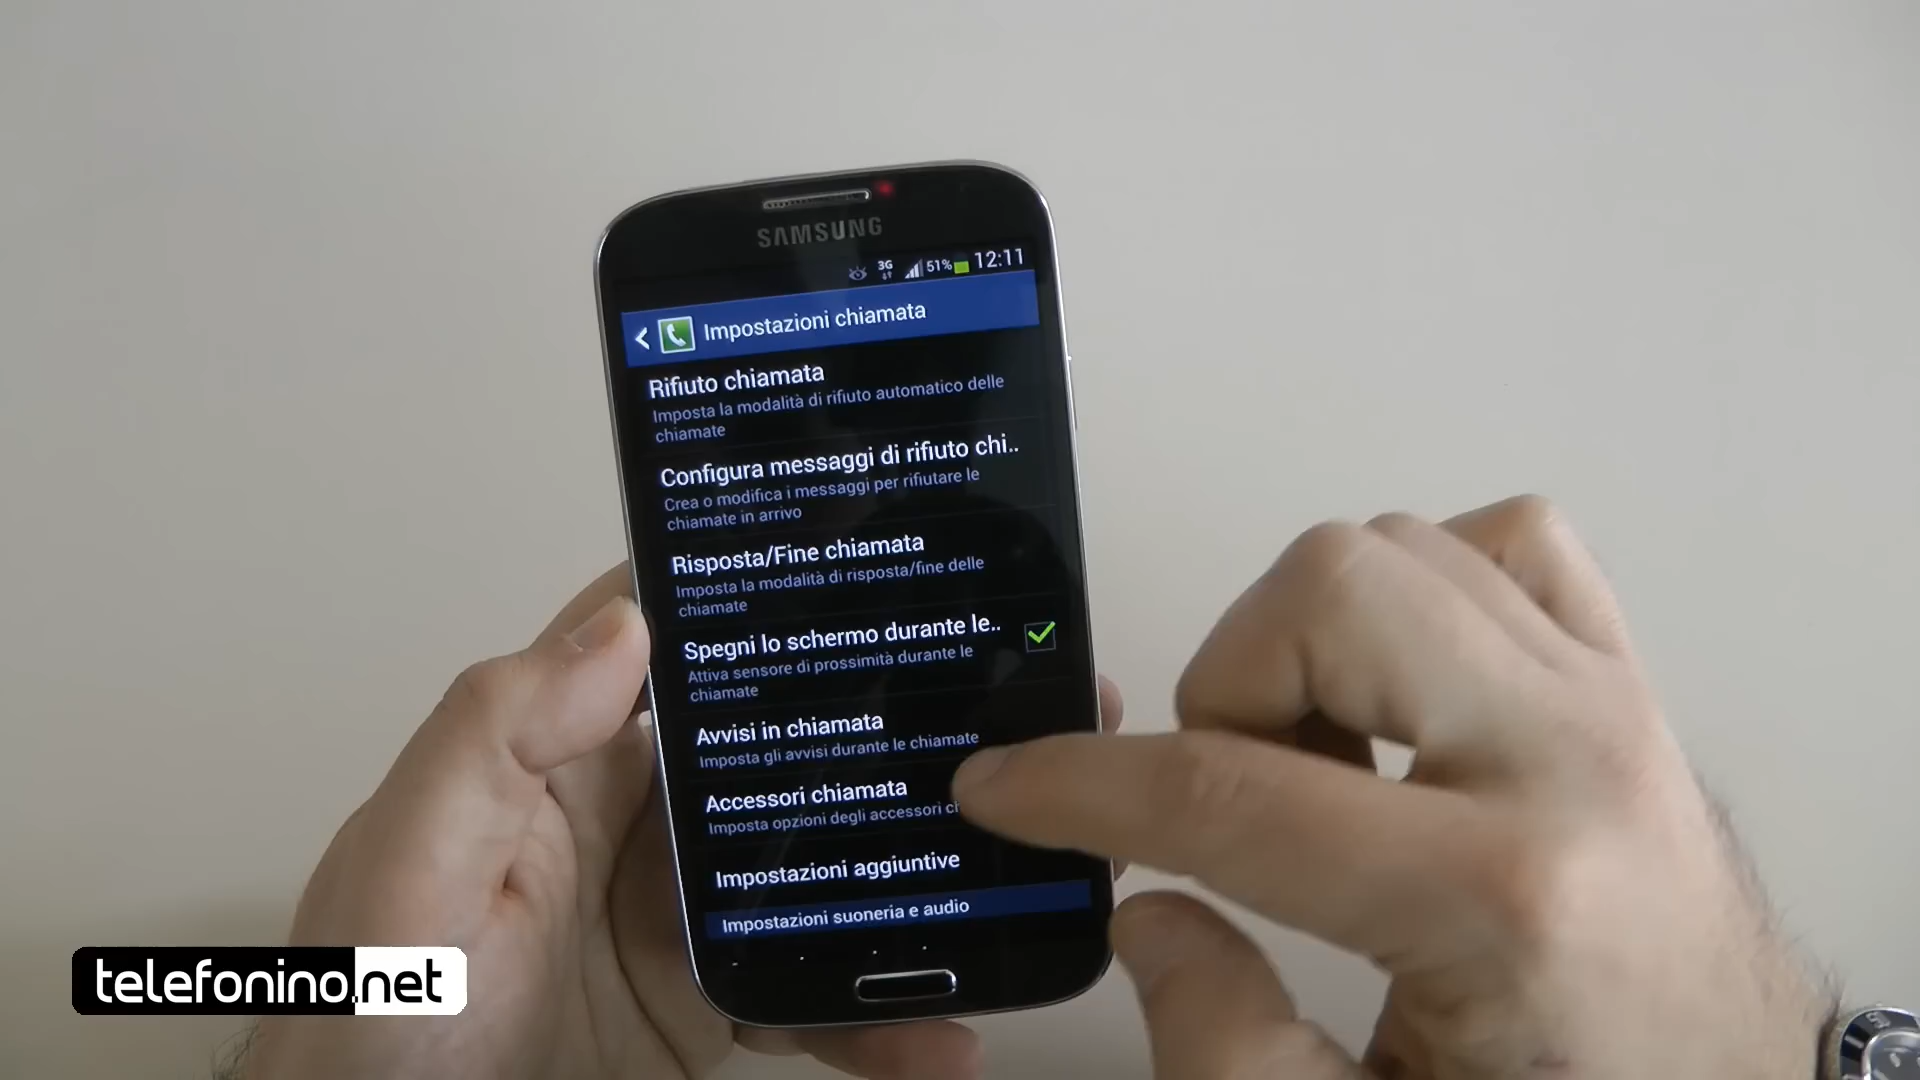 SAMSUNG
3G 51% 12:11
Impostazioni chiamata
Rifiuto chiamata
Imposta la modalità di rifiuto automatico delle
chiamate
Configura messaggi di rifiuto chi..
Crea o modifica i messaggi per rifiutare le
chiamate in arrivo
Risposta/Fine chiamata
Imposta la modalità di risposta/fine delle
chiamate
Spegni lo schermo durante le..
Attiva sensore di prossimità durante le
chiamate
Avvisi in chiamata
Imposta gli avvisi durante le chiamate
Accessori chiamata
Imposta opzioni degli accessori
Impostazioni aggiuntive
Impostazioni suoneria e audio
telefonino.net